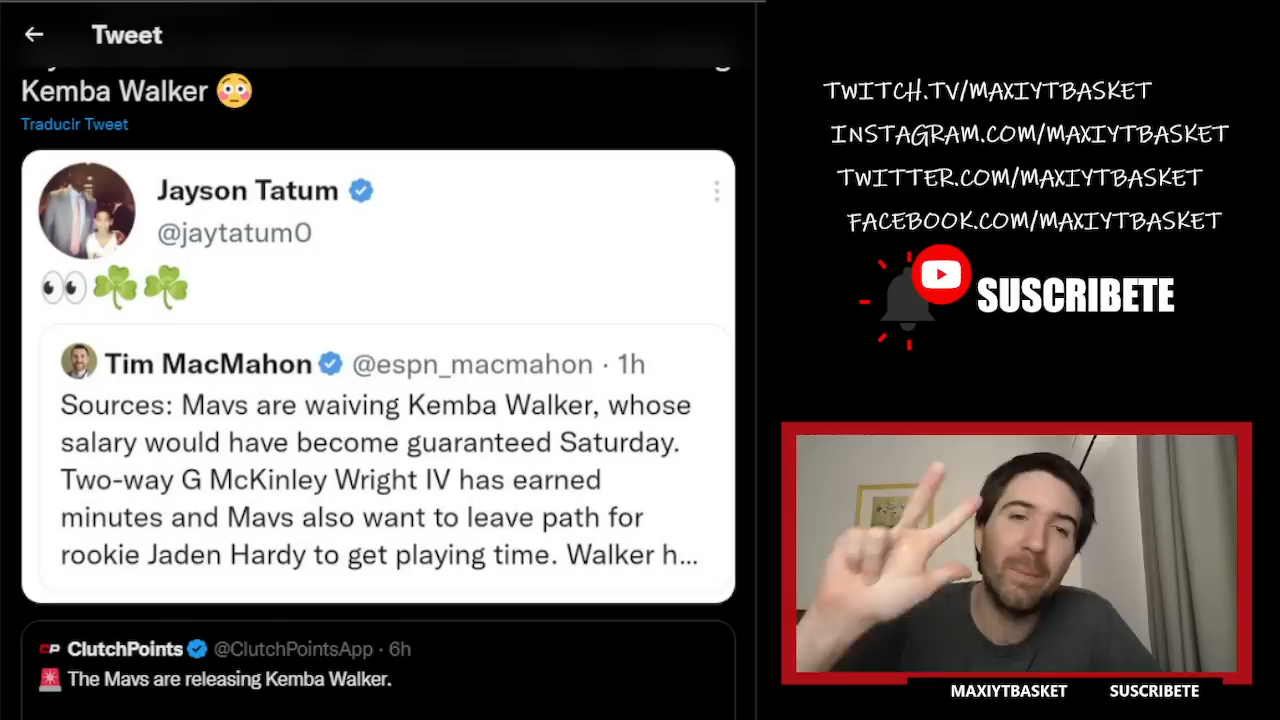 Tweet
Kemba Walker 😳
Traducir Tweet
Jayson Tatum
@jaytatum0
👀☘️☘️
Tim MacMahon @espn_macmahon · 1h
Sources: Mavs are waiving Kemba Walker, whose
salary would have become guaranteed Saturday.
Two-way G McKinley Wright IV has earned
minutes and Mavs also want to leave path for
rookie Jaden Hardy to get playing time. Walker h...
CP ClutchPoints @ClutchPointsApp · 6h
🚨 The Mavs are releasing Kemba Walker.
TWITCH.TV/MAXIYTBASKET
INSTAGRAM.COM/MAXIYTBASKET
TWITTER.COM/MAXIYTBASKET
FACEBOOK.COM/MAXIYTBASKET
SUSCRIBETE
MAXIYTBASKET SUSCRIBETE